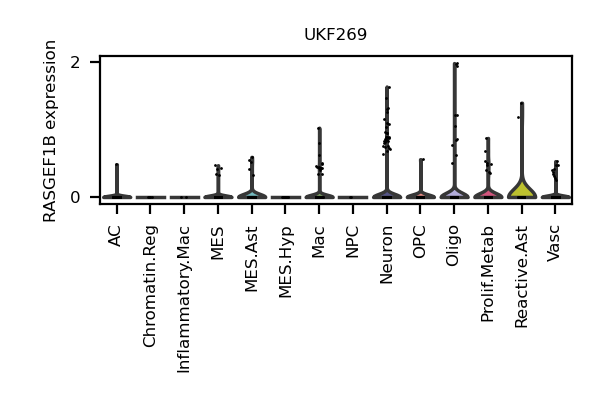 UKF269
RASGEF1B expression
2
0
AC
Chromatin.Reg
Inflammatory.Mac
MES
MES.Ast
MES.Hyp
Mac
NPC
Neuron
OPC
Oligo
Prolif.Metab
Reactive.Ast
Vasc